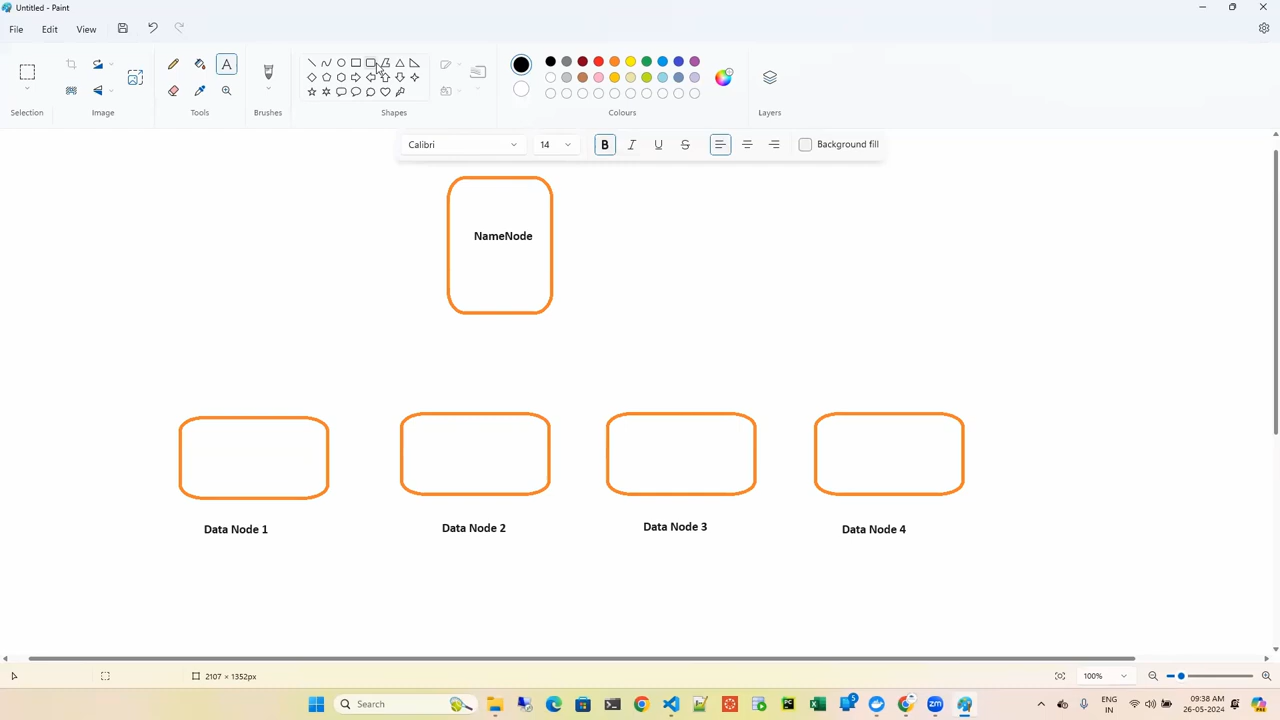 Untitled - Paint
File Edit View
Selection Image Tools Brushes Shapes Colours Layers
Calibri 14 B I U S Background fill
NameNode
Data Node 1 Data Node 2 Data Node 3 Data Node 4
2107 × 1352px 100%
Search 5 zm ENG IN 09:38 AM 26-05-2024